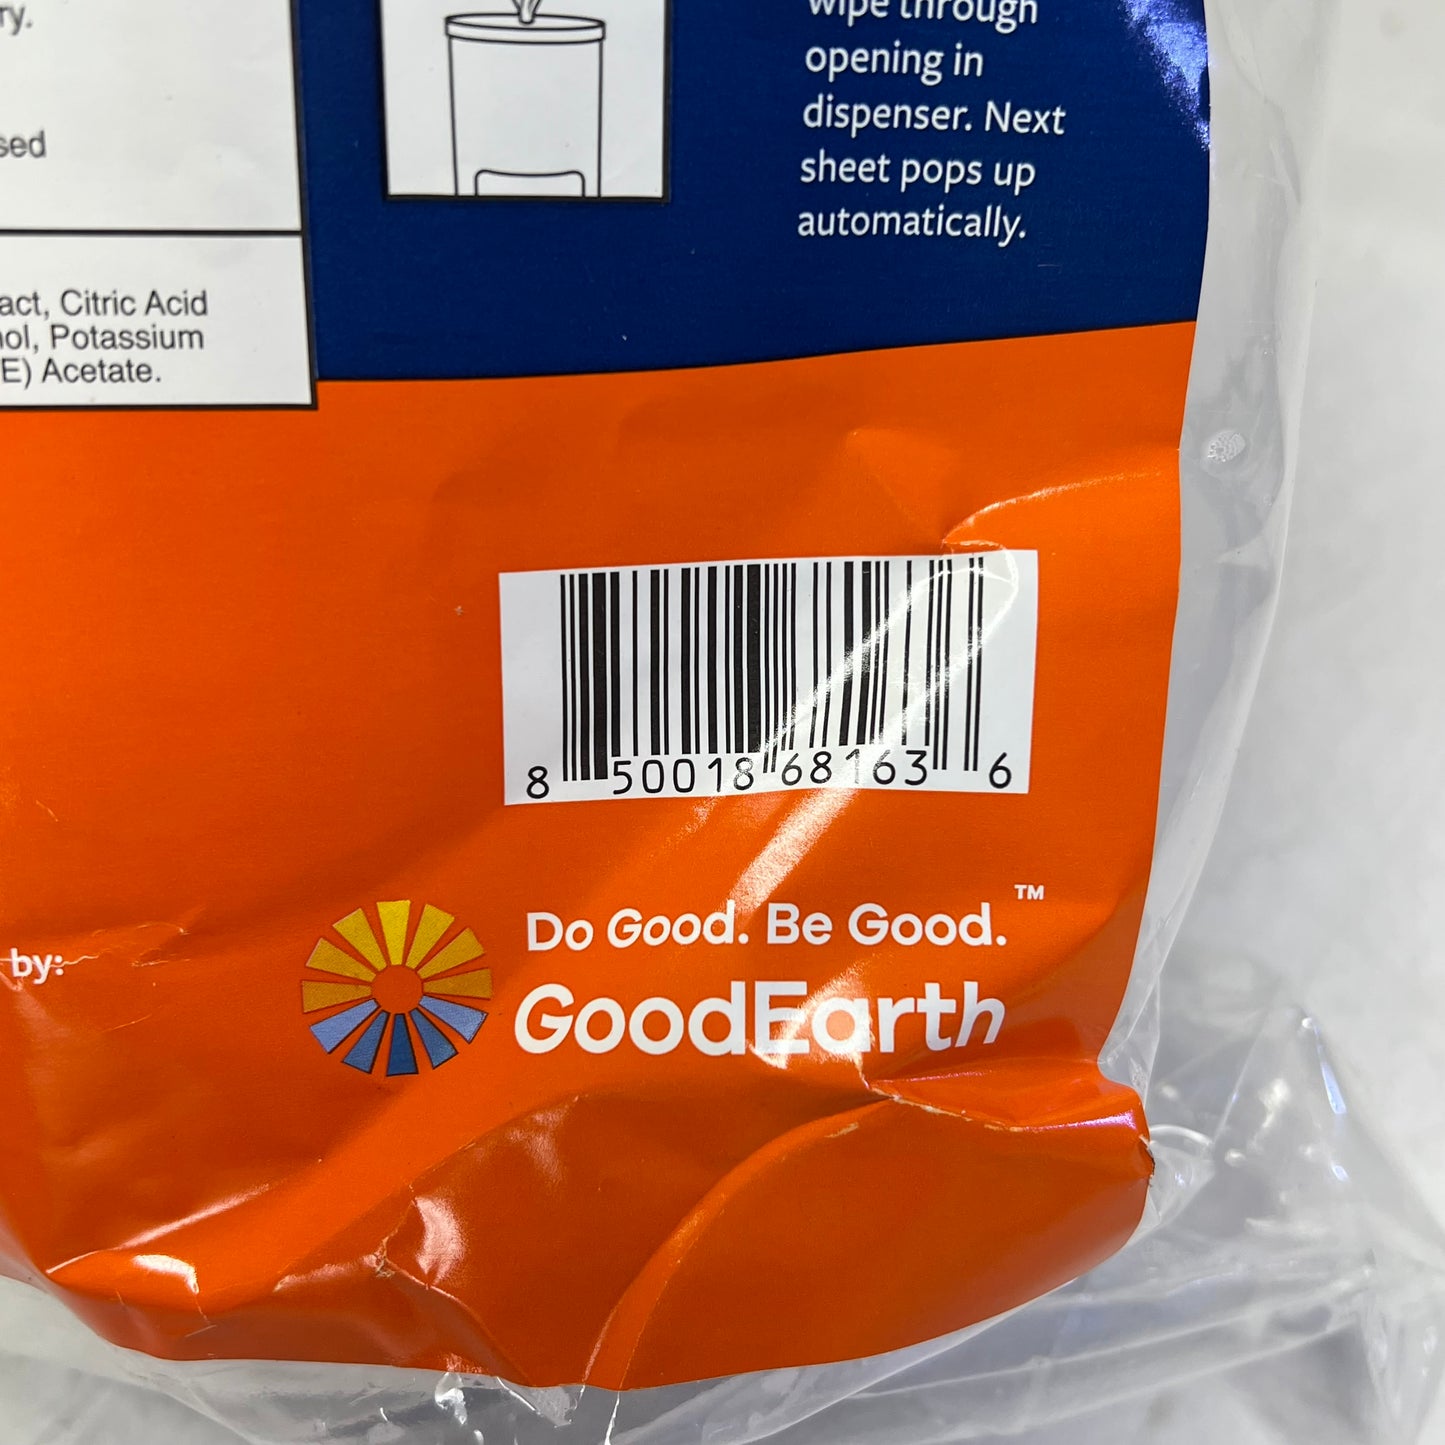 ry.
sed
act, Citric Acid
nol, Potassium
E) Acetate.
wipe through
opening in
dispenser. Next
sheet pops up
automatically.
8 50018 68163 6
by:
Do Good. Be Good.™
GoodEarth